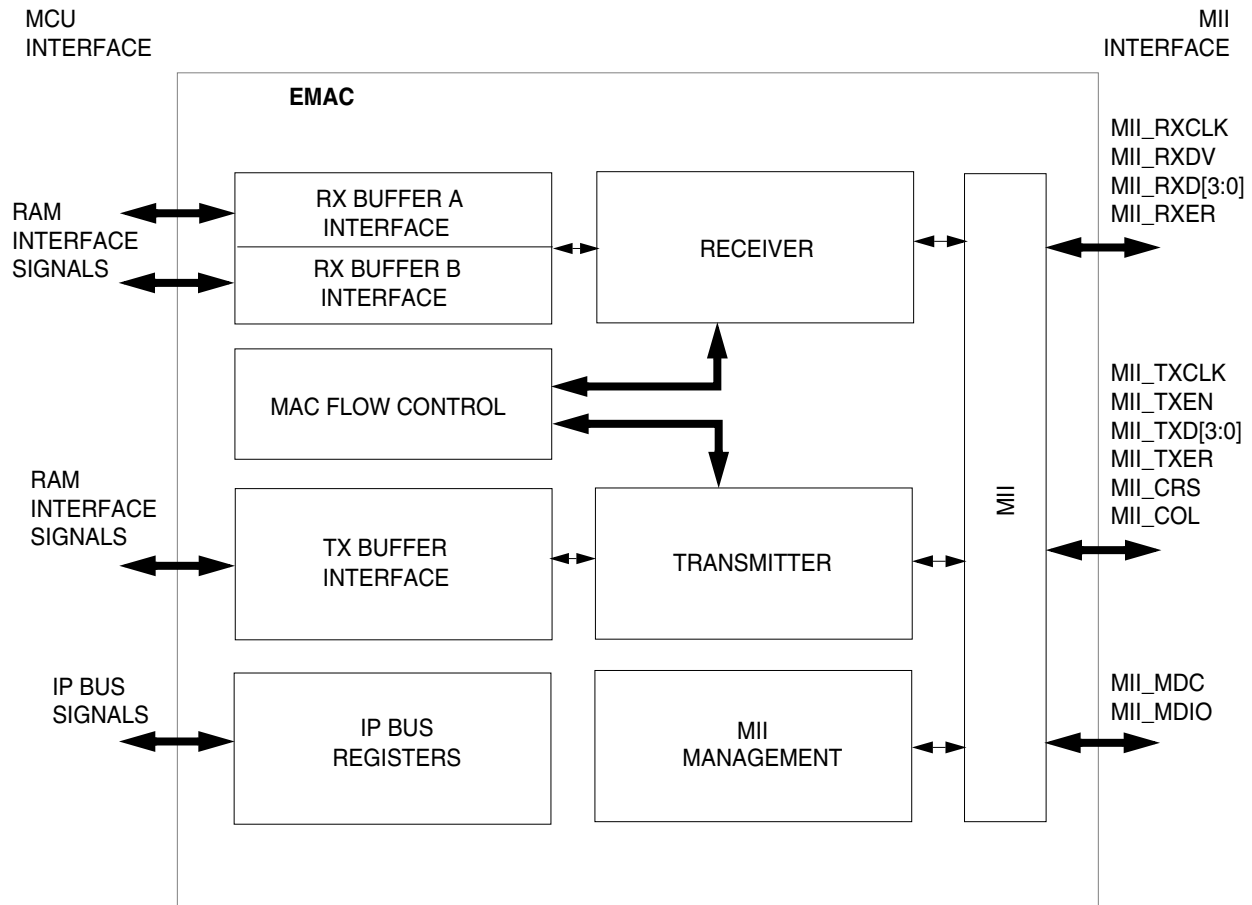 MCU
INTERFACE
MII
INTERFACE
EMAC
RAM
INTERFACE
SIGNALS
RX BUFFER A
INTERFACE
RX BUFFER B
INTERFACE
RECEIVER
MII_RXCLK
MII_RXDV
MII_RXD[3:0]
MII_RXER
MAC FLOW CONTROL
RAM
INTERFACE
SIGNALS
TX BUFFER
INTERFACE
TRANSMITTER
MII
MII_TXCLK
MII_TXEN
MII_TXD[3:0]
MII_TXER
MII_CRS
MII_COL
IP BUS
SIGNALS
IP BUS
REGISTERS
MII
MANAGEMENT
MII_MDC
MII_MDIO